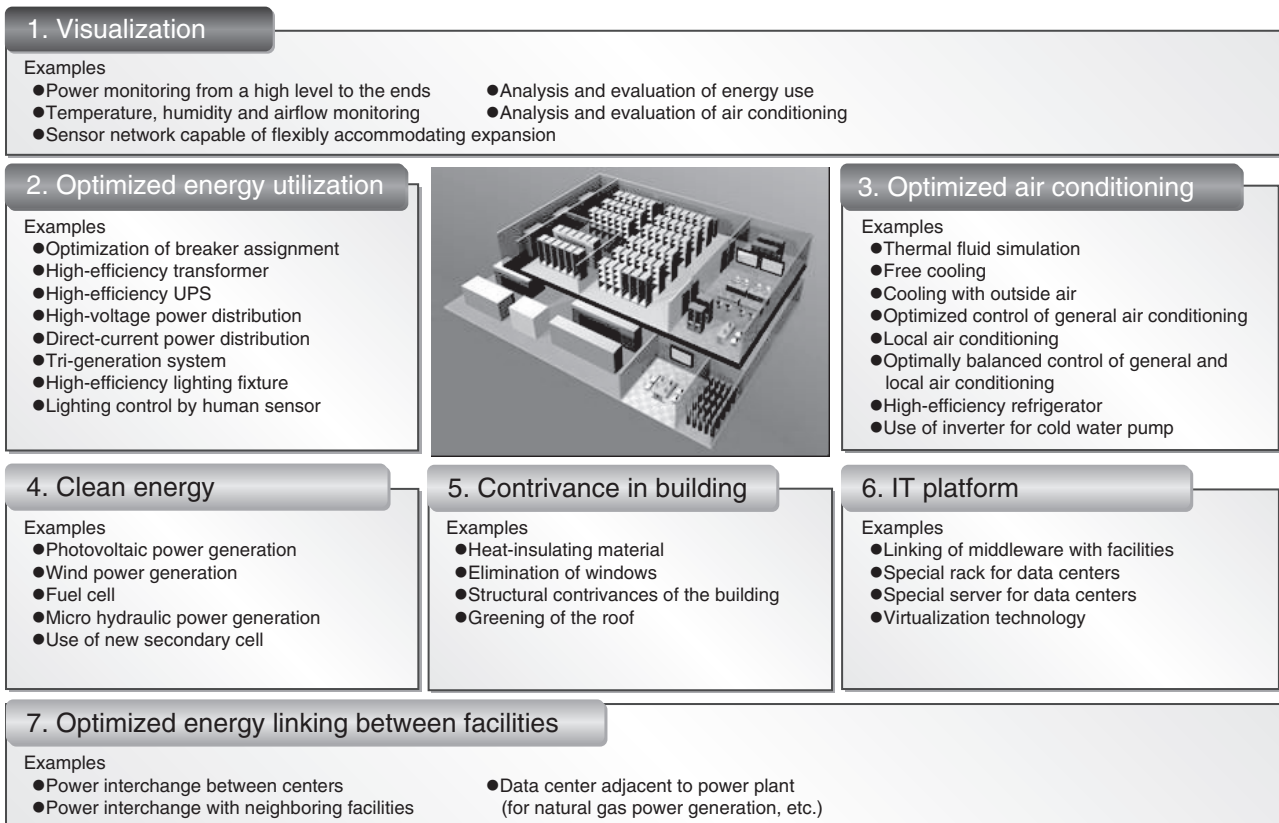 1. Visualization
Examples
●Power monitoring from a high level to the ends
●Temperature, humidity and airflow monitoring
●Sensor network capable of flexibly accommodating expansion
●Analysis and evaluation of energy use
●Analysis and evaluation of air conditioning
2. Optimized energy utilization
Examples
●Optimization of breaker assignment
●High-efficiency transformer
●High-efficiency UPS
●High-voltage power distribution
●Direct-current power distribution
●Tri-generation system
●High-efficiency lighting fixture
●Lighting control by human sensor
3. Optimized air conditioning
Examples
●Thermal fluid simulation
●Free cooling
●Cooling with outside air
●Optimized control of general air conditioning
●Local air conditioning
●Optimally balanced control of general and
local air conditioning
●High-efficiency refrigerator
●Use of inverter for cold water pump
4. Clean energy
Examples
●Photovoltaic power generation
●Wind power generation
●Fuel cell
●Micro hydraulic power generation
●Use of new secondary cell
5. Contrivance in building
Examples
●Heat-insulating material
●Elimination of windows
●Structural contrivances of the building
●Greening of the roof
6. IT platform
Examples
●Linking of middleware with facilities
●Special rack for data centers
●Special server for data centers
●Virtualization technology
7. Optimized energy linking between facilities
Examples
●Power interchange between centers
●Power interchange with neighboring facilities
●Data center adjacent to power plant
(for natural gas power generation, etc.)